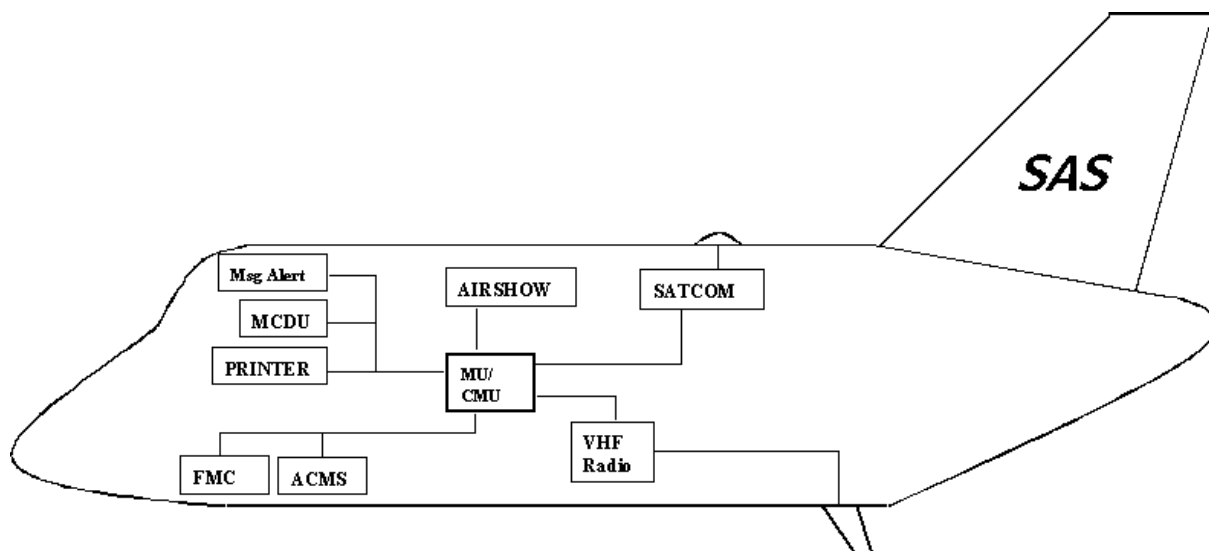 SAS
Msg Alert
AIRSHOW
SATCOM
MCDU
PRINTER
MU/
CMU
VHF
Radio
FMC
ACMS